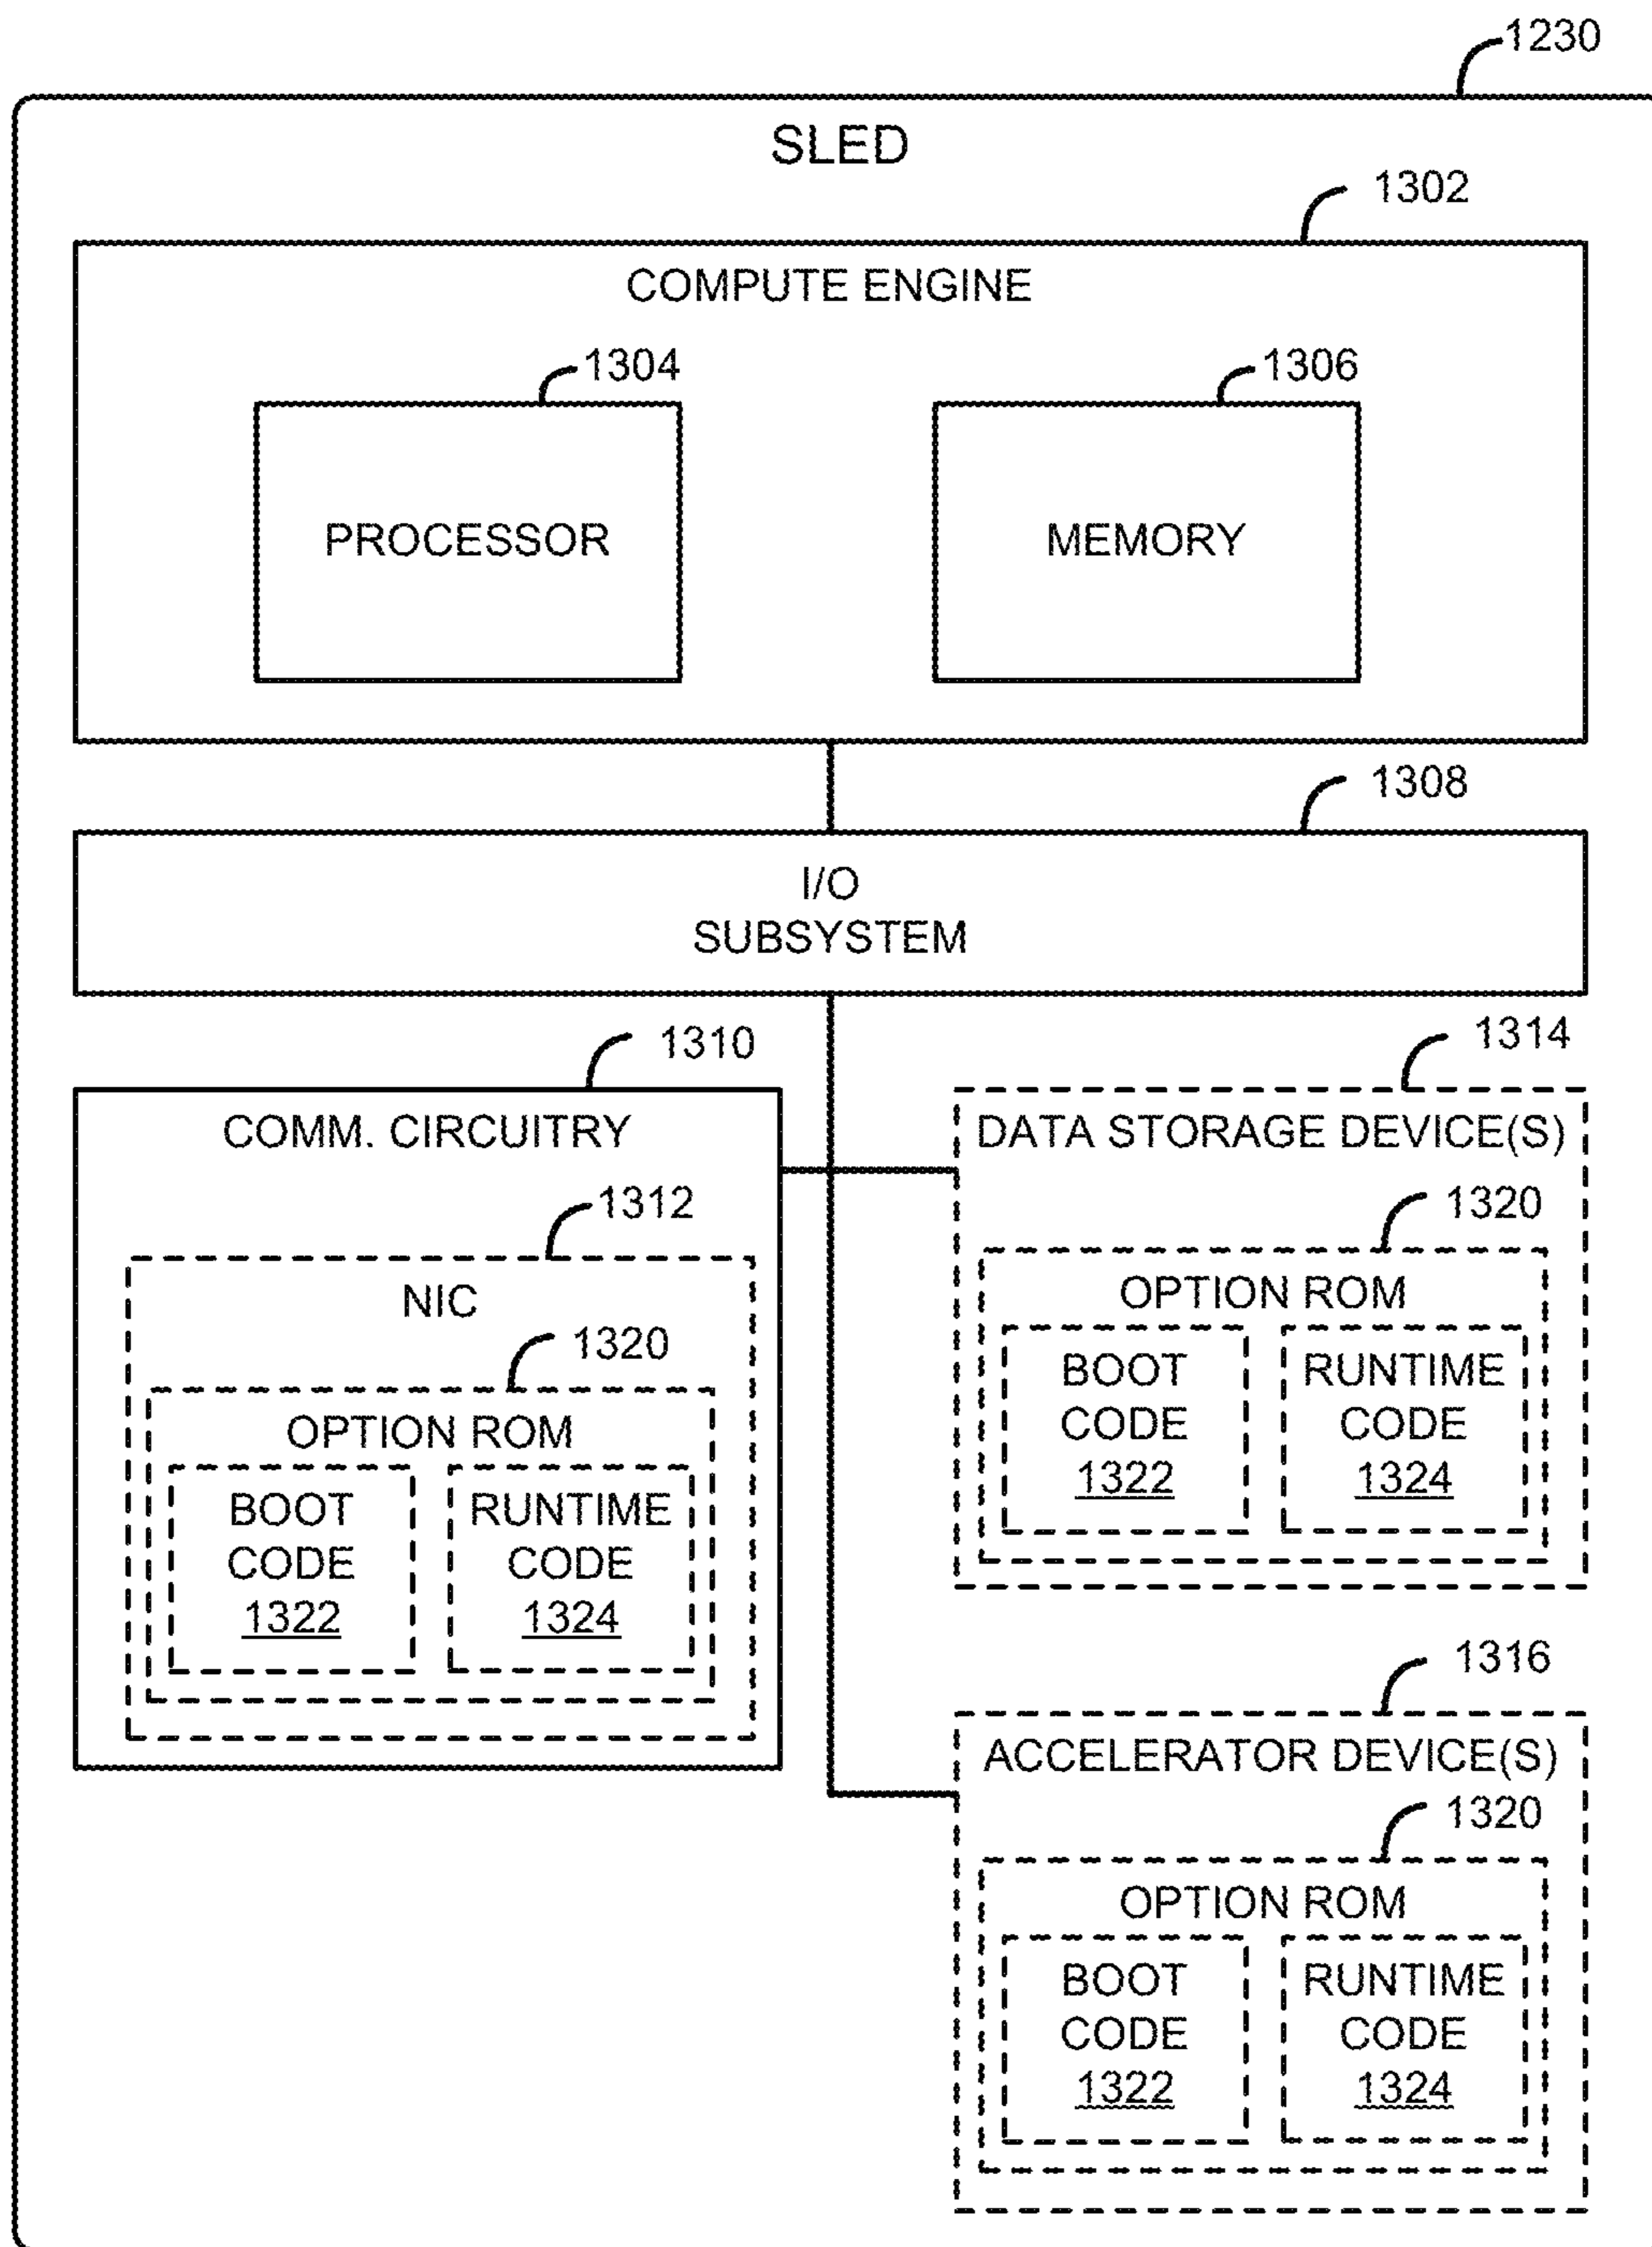 1230
SLED
1302
COMPUTE ENGINE
1304
1306
PROCESSOR
MEMORY
1308
I/O
SUBSYSTEM
1310
COMM. CIRCUITRY
1312
NIC
1320
OPTION ROM
BOOT
CODE
1322
RUNTIME
CODE
1324
1314
DATA STORAGE DEVICE(S)
1320
OPTION ROM
BOOT
CODE
1322
RUNTIME
CODE
1324
1316
ACCELERATOR DEVICE(S)
1320
OPTION ROM
BOOT
CODE
1322
RUNTIME
CODE
1324